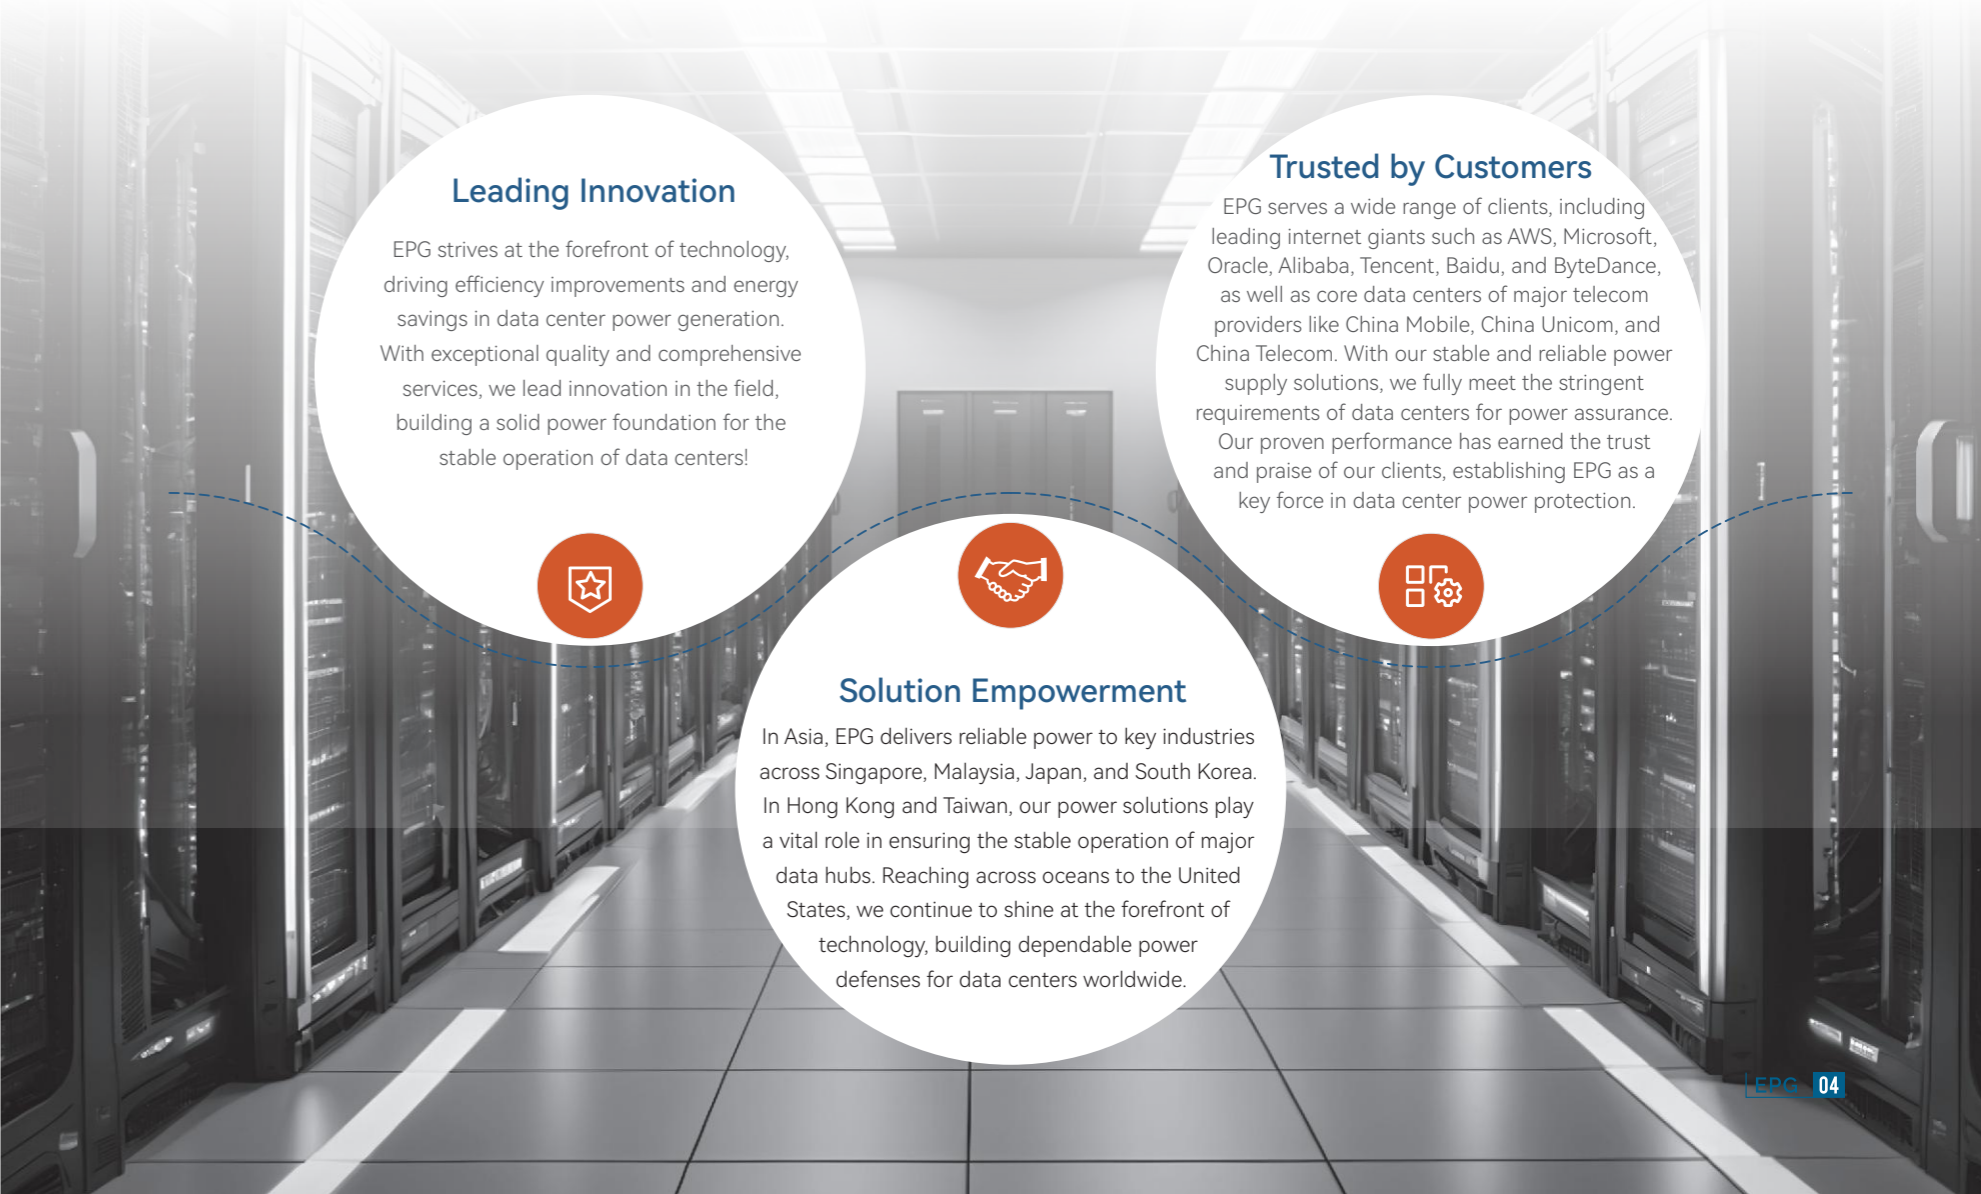 Leading Innovation
EPG strives at the forefront of technology,
driving efficiency improvements and energy
savings in data center power generation.
With exceptional quality and comprehensive
services, we lead innovation in the field,
building a solid power foundation for the
stable operation of data centers!
Trusted by Customers
EPG serves a wide range of clients, including
leading internet giants such as AWS, Microsoft,
Oracle, Alibaba, Tencent, Baidu, and ByteDance,
as well as core data centers of major telecom
providers like China Mobile, China Unicom, and
China Telecom. With our stable and reliable power
supply solutions, we fully meet the stringent
requirements of data centers for power assurance.
Our proven performance has earned the trust
and praise of our clients, establishing EPG as a
key force in data center power protection.
Solution Empowerment
In Asia, EPG delivers reliable power to key industries
across Singapore, Malaysia, Japan, and South Korea.
In Hong Kong and Taiwan, our power solutions play
a vital role in ensuring the stable operation of major
data hubs. Reaching across oceans to the United
States, we continue to shine at the forefront of
technology, building dependable power
defenses for data centers worldwide.
EPG 04